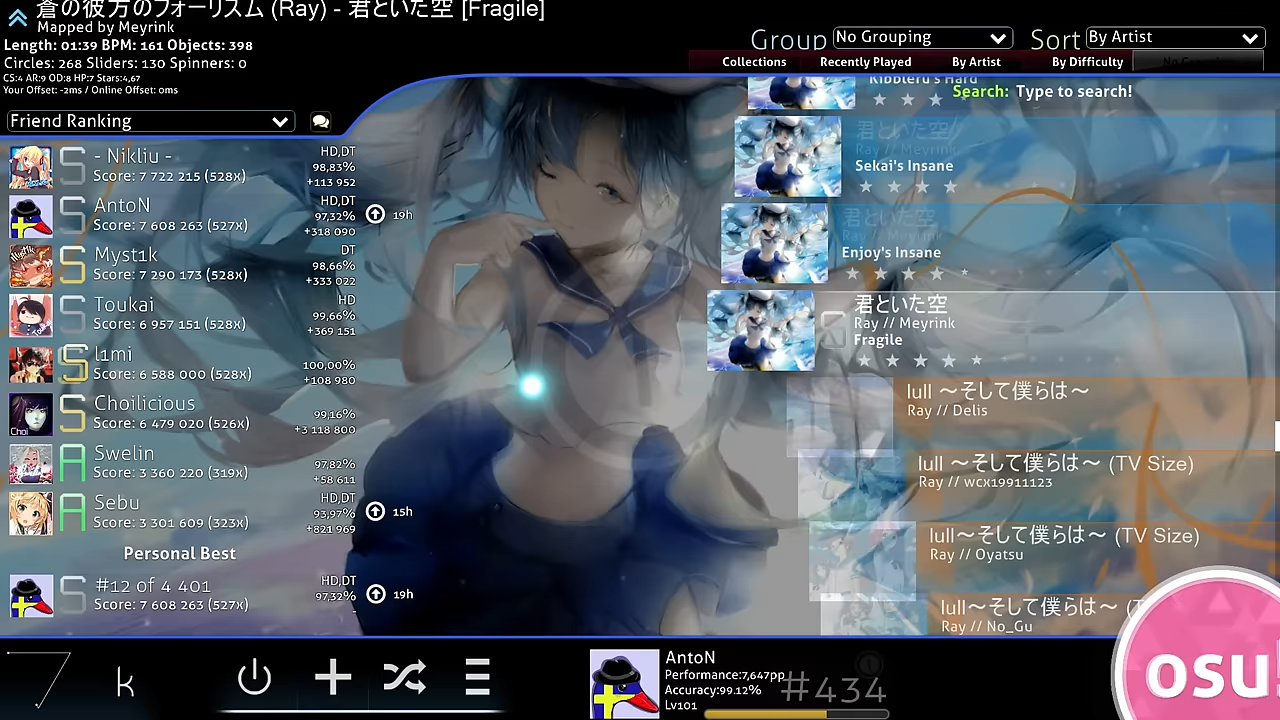 蒼の彼方のフォーリズム (Ray) - 君といた空 [Fragile]
Mapped by Meyrink
Length: 01:39 BPM: 161 Objects: 398
Circles: 268 Sliders: 130 Spinners: 0
CS:4 AR:9 OD:8 HP:7 Stars:4,67
Your Offset: -2ms / Online Offset: 0ms
Group No Grouping
Sort By Artist
Collections Recently Played By Artist By Difficulty
Search: Type to search!
Friend Ranking
- Nikliu -
Score: 7 722 215 (528x)
HD,DT
98,83%
+113 952
AntoN
Score: 7 608 263 (527x)
HD,DT
97,32%
+318 090
19h
Myst1k
Score: 7 290 173 (528x)
DT
98,66%
+333 022
Toukai
Score: 6 957 151 (528x)
HD
99,66%
+369 151
l1mi
Score: 6 588 000 (528x)
100,00%
+108 980
Choilicious
Score: 6 479 020 (526x)
99,16%
+3 118 800
Swelin
Score: 3 360 220 (319x)
97,82%
+58 611
Sebu
Score: 3 301 609 (323x)
HD,DT
93,97%
+821 969
15h
Personal Best
#12 of 4 401
Score: 7 608 263 (527x)
HD,DT
97,32%
-
19h
Kibbleru's Hard
君といた空
Ray // Meyrink
Sekai's Insane
君といた空
Ray // Meyrink
Enjoy's Insane
君といた空
Ray // Meyrink
Fragile
lull ～そして僕らは～
Ray // Delis
lull ～そして僕らは～ (TV Size)
Ray // wcx19911123
lull～そして僕らは～ (TV Size)
Ray // Oyatsu
lull～そして僕らは～
Ray // No_Gu
k
AntoN
Performance:7,647pp
Accuracy:99.12%
Lv101
#434
osu